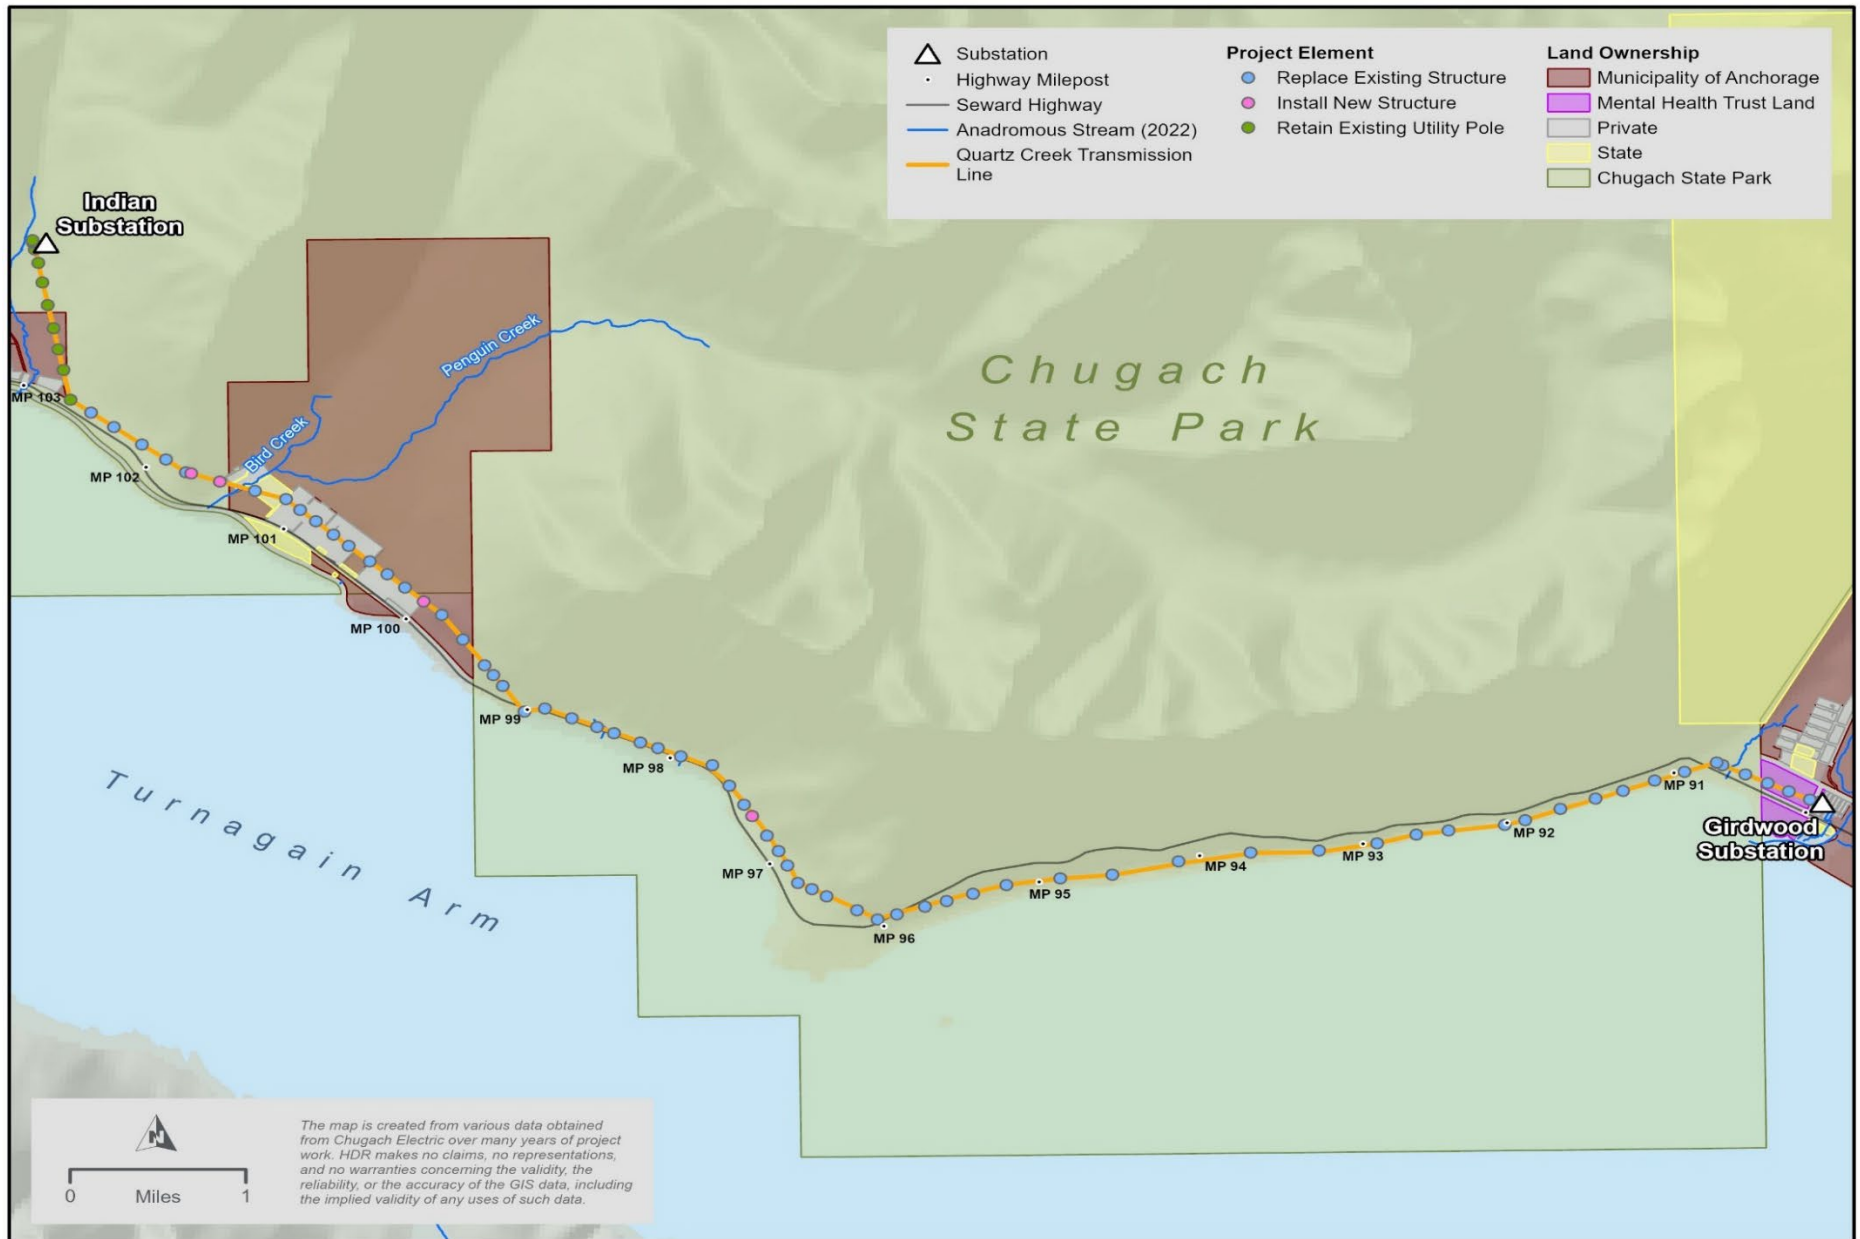 Substation
Highway Milepost
Seward Highway
Anadromous Stream (2022)
Quartz Creek Transmission
Line
Project Element
Replace Existing Structure
Install New Structure
Retain Existing Utility Pole
Land Ownership
Municipality of Anchorage
Mental Health Trust Land
Private
State
Chugach State Park
Indian
Substation
Penguin Creek
Chugach
State Park
MP 103
Bird Creek
MP 102
MP 101
MP 100
MP 99
MP 98
MP 97
MP 96
MP 95
MP 94
MP 93
MP 92
MP 91
Girdwood
Substation
Turnagain Arm
N
0 Miles 1
The map is created from various data obtained
from Chugach Electric over many years of project
work. HDR makes no claims, no representations,
and no warranties concerning the validity, the
reliability, or the accuracy of the GIS data, including
the implied validity of any uses of such data.